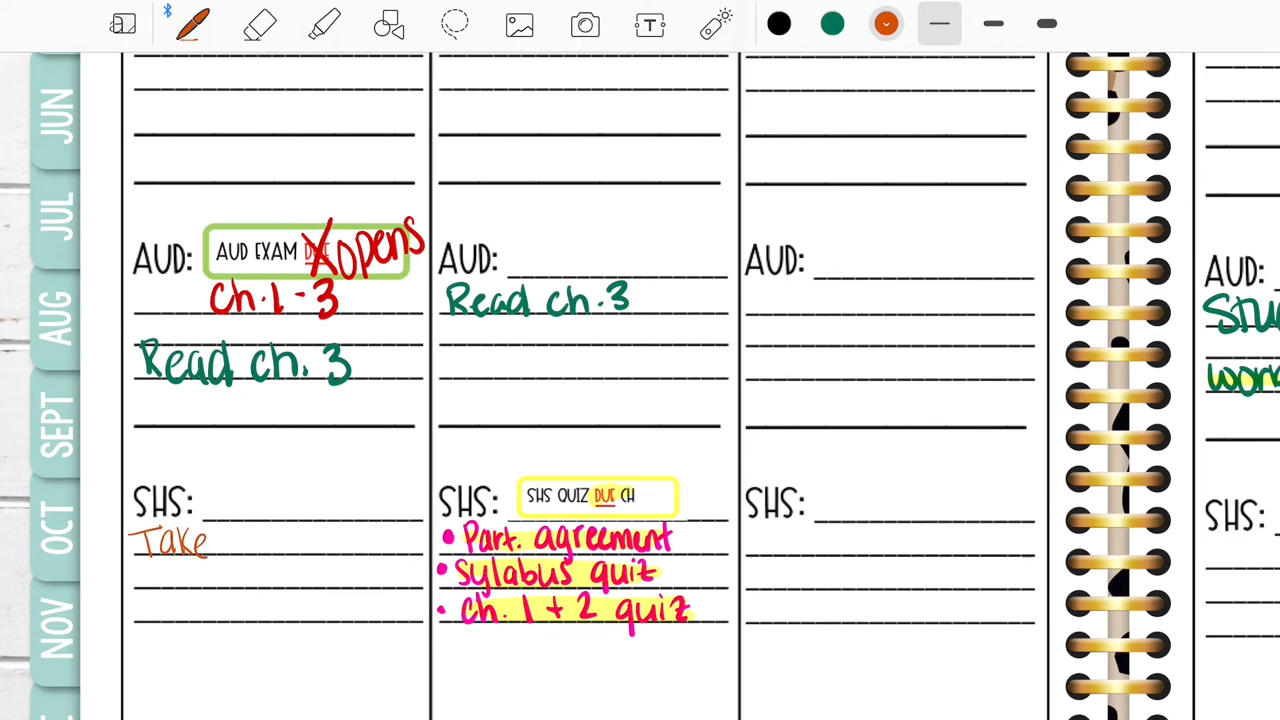 JUN
JUL
AUG
SEPT
OCT
NOV
AUD: AUD EXAM DUE opens
Ch. 1 - 3
Read ch. 3
SHS:
Take
AUD:
Read ch. 3
SHS: SHS QUIZ DUE CH
• Part. agreement
• Sylabus quiz
• Ch. 1 + 2 quiz
AUD:
SHS:
AUD:
SHS: